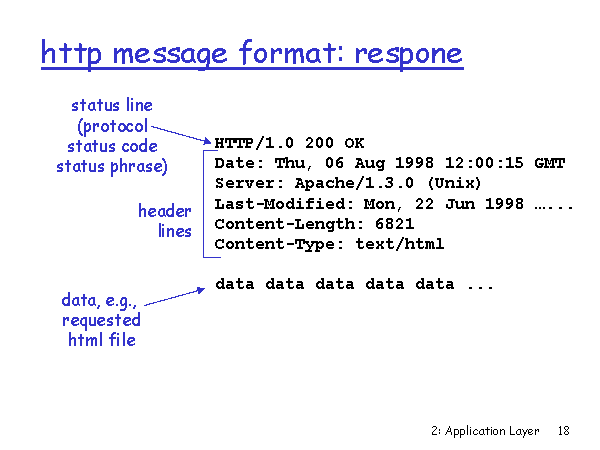 http message format: respone
status line
(protocol
status code
status phrase)
HTTP/1.0 200 OK
Date: Thu, 06 Aug 1998 12:00:15 GMT
Server: Apache/1.3.0 (Unix)
Last-Modified: Mon, 22 Jun 1998 …...
Content-Length: 6821
Content-Type: text/html
header
lines
data data data data data ...
data, e.g.,
requested
html file
2: Application Layer 18